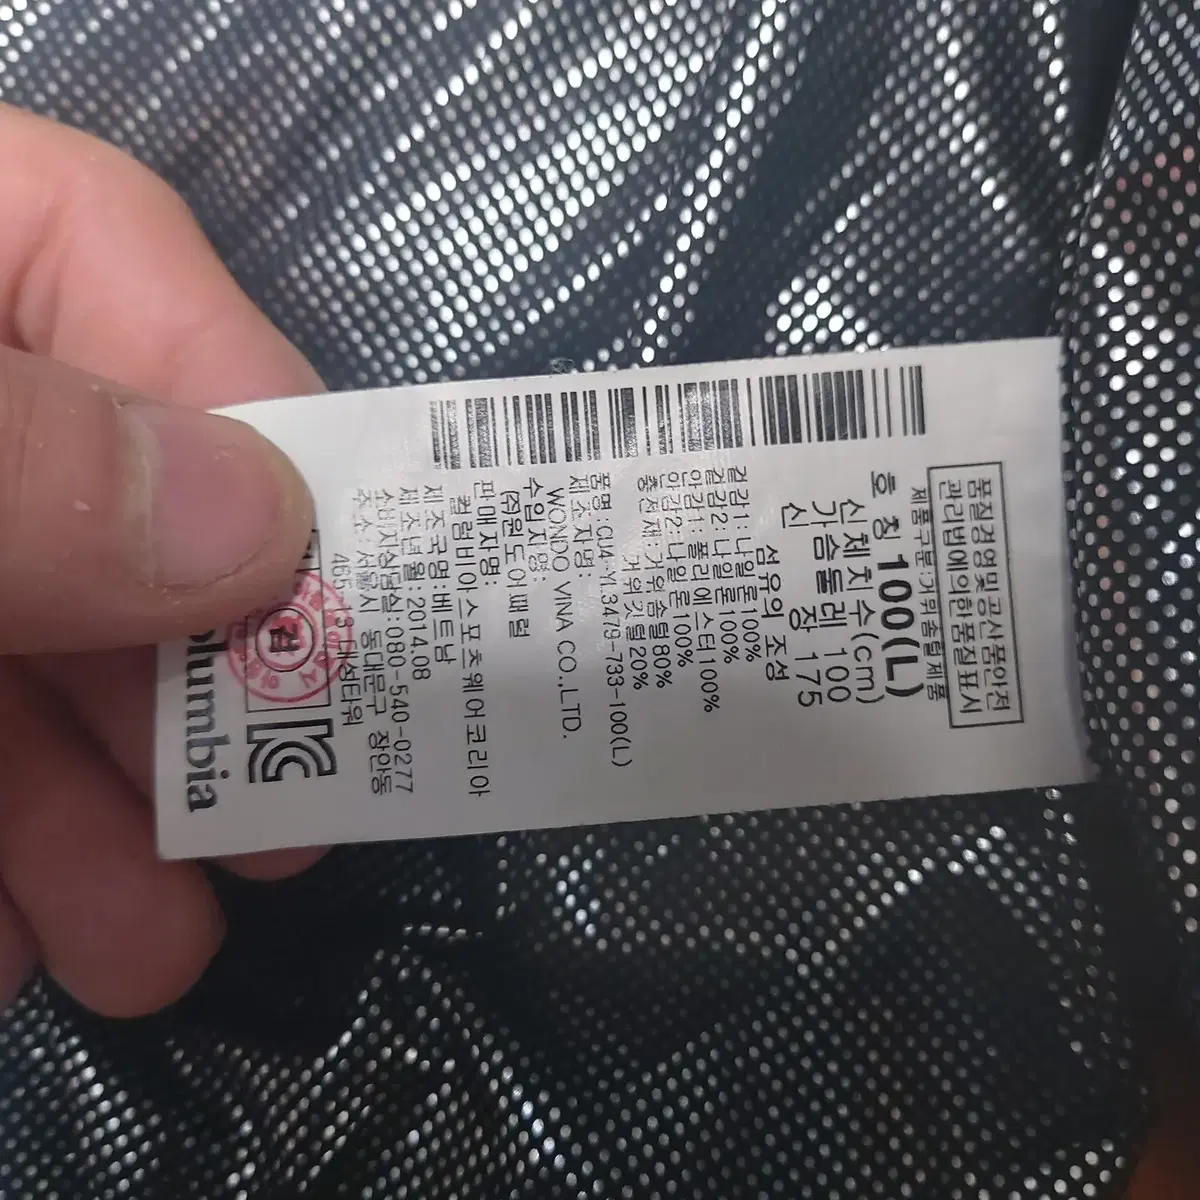 품질경영및공산품안전
관리법에의한품질표시
제품구분:거위솜털제품
호 칭 100(L)
신체치수(cm)
가슴둘레 100
신 장 175
섬유의 조성
겉감1: 나일론100%
겉감2: 나일론100%
안감1: 폴리에스터100%
안감2: 나일론100%
충전재: 거위솜털80%
거위깃털20%
품명:CU4-YL3479-733-100(L)
제조자명:
WONDO VINA CO.,LTD.
수입자명:
(주)원도어패럴
판매자명:
컬럼비아스포츠웨어코리아
제조국명:베트남
제조년월:2014.08
소비자상담실:080-540-0277
주소:서울시 동대문구 장안동
465-13 대성타워
검
KC
olumbia